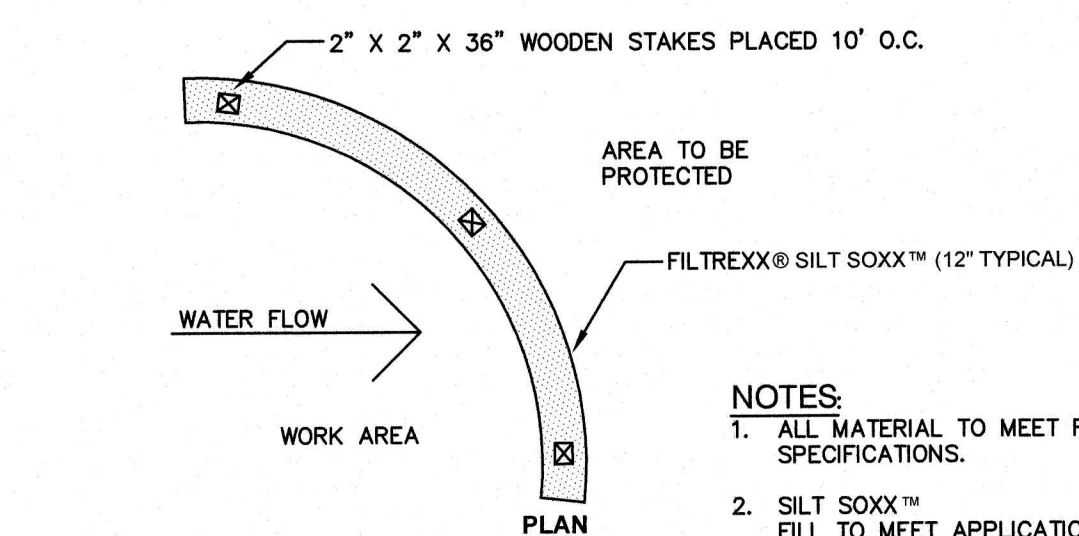 2” X 2” X 36” WOODEN STAKES PLACED 10’ O.C.
AREA TO BE
PROTECTED
FILTREXX® SILT SOXX™ (12" TYPICAL)
WATER FLOW
WORK AREA
PLAN
NOTES:
1. ALL MATERIAL TO MEET
SPECIFICATIONS.
2. SILT SOXX™
FILL TO MEET APPLICATION